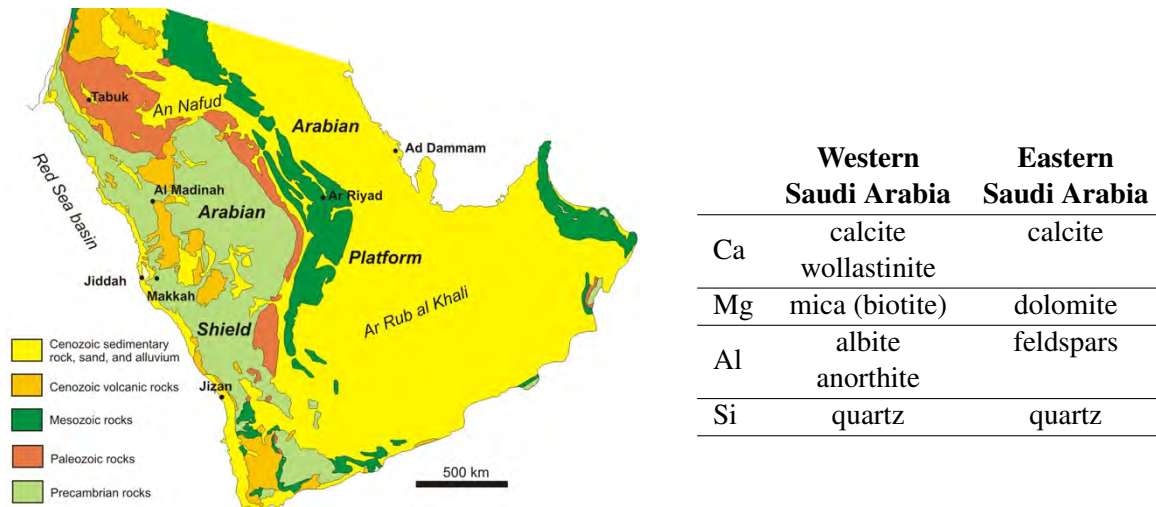 Tabuk
An Nafud
Arabian
Ad Dammam
Red Sea basin
Al Madinah
Ar Riyad
Arabian
Platform
Jiddah
Makkah
Ar Rub al Khali
Shield
Jizan
Cenozoic sedimentary
rock, sand, and alluvium
Cenozoic volcanic rocks
Mesozoic rocks
Paleozoic rocks
Precambrian rocks
500 km
Western Eastern
Saudi Arabia Saudi Arabia
Ca calcite calcite
wollastinite
Mg mica (biotite) dolomite
Al albite feldspars
anorthite
Si quartz quartz